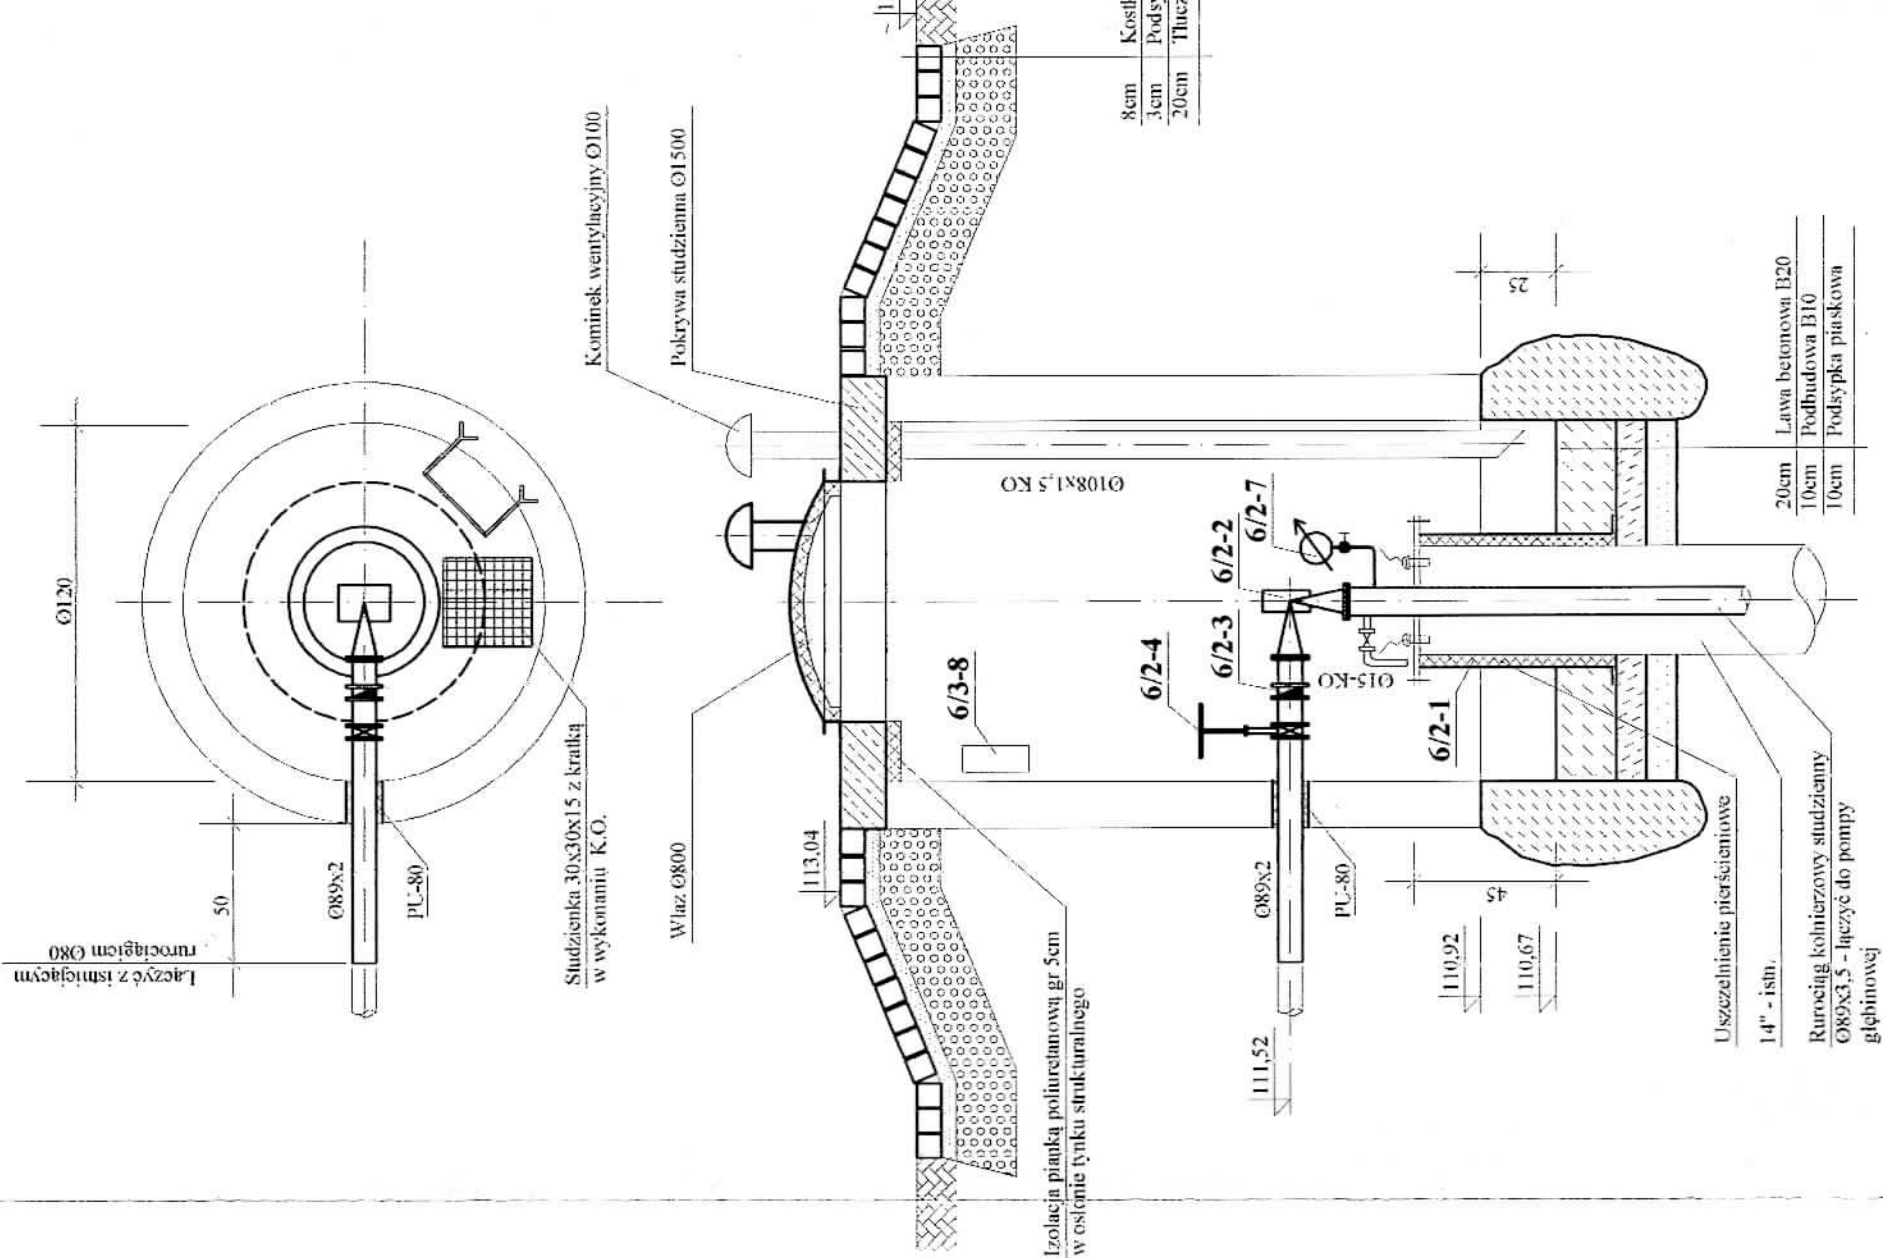 Ø120
50
Łączyć z istniejącym
rurociągiem Ø80
Ø89x2
PU-80
Studzienka 30x30x15 z kratką
w wykonaniu K.O.
Kominek wentylacyjny Ø100
Pokrywa studzienna Ø1500
Właz Ø800
113,04
8cm
3cm
20cm
Ø108x1,5 KO
6/3-8
6/2-4
6/2-3
6/2-2
6/2-7
Ø15-KO
6/2-1
Ø89x2
PU-80
Izolacja pianką poliuretanową gr 5cm
w osłonie tynku strukturalnego
111,52
25
45
110,92
110,67
20cm Ława betonowa B20
10cm Podbudowa B10
10cm Podsypka piaskowa
Uszczelnienie pierścieniowe
14" - istn.
Rurociąg kołnierzowy studzienny
Ø89x3,5 - łączyć do pompy
głębinowej